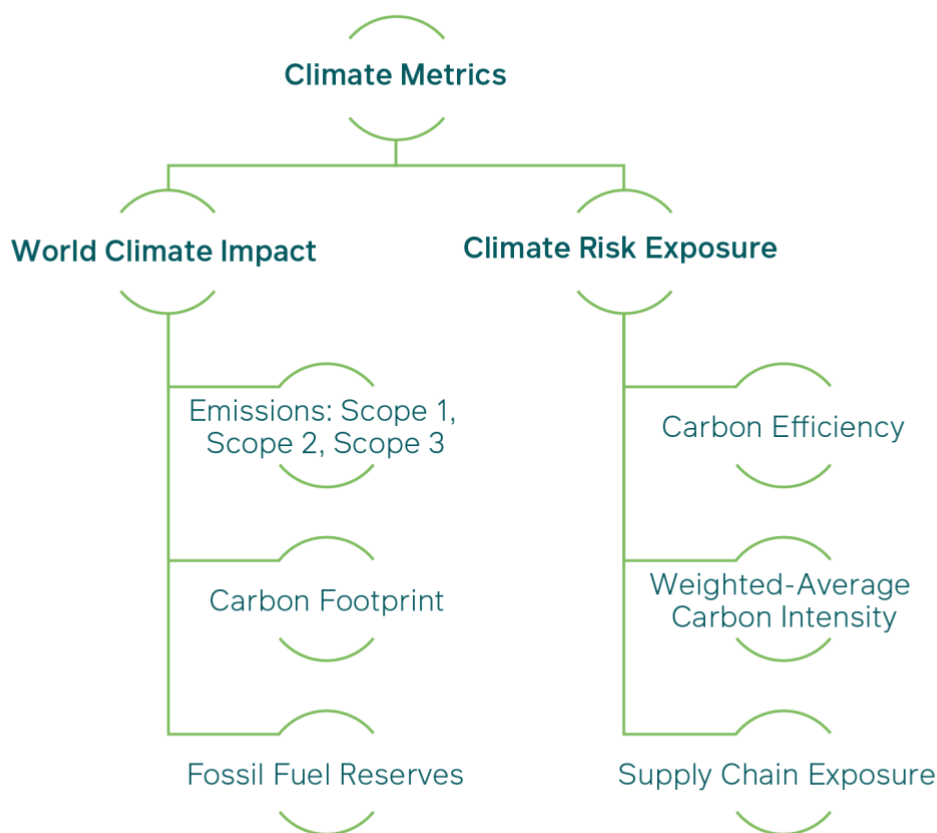 Climate Metrics
World Climate Impact
Climate Risk Exposure
Emissions: Scope 1,
Scope 2, Scope 3
Carbon Efficiency
Carbon Footprint
Weighted-Average
Carbon Intensity
Fossil Fuel Reserves
Supply Chain Exposure